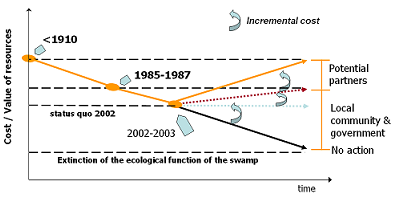 Incremental cost
<1910
1985-1987
Potential
partners
status quo 2002
Local
community &
government
2002-2003
No action
Extinction of the ecological function of the swamp
Cost / Value of resources
time